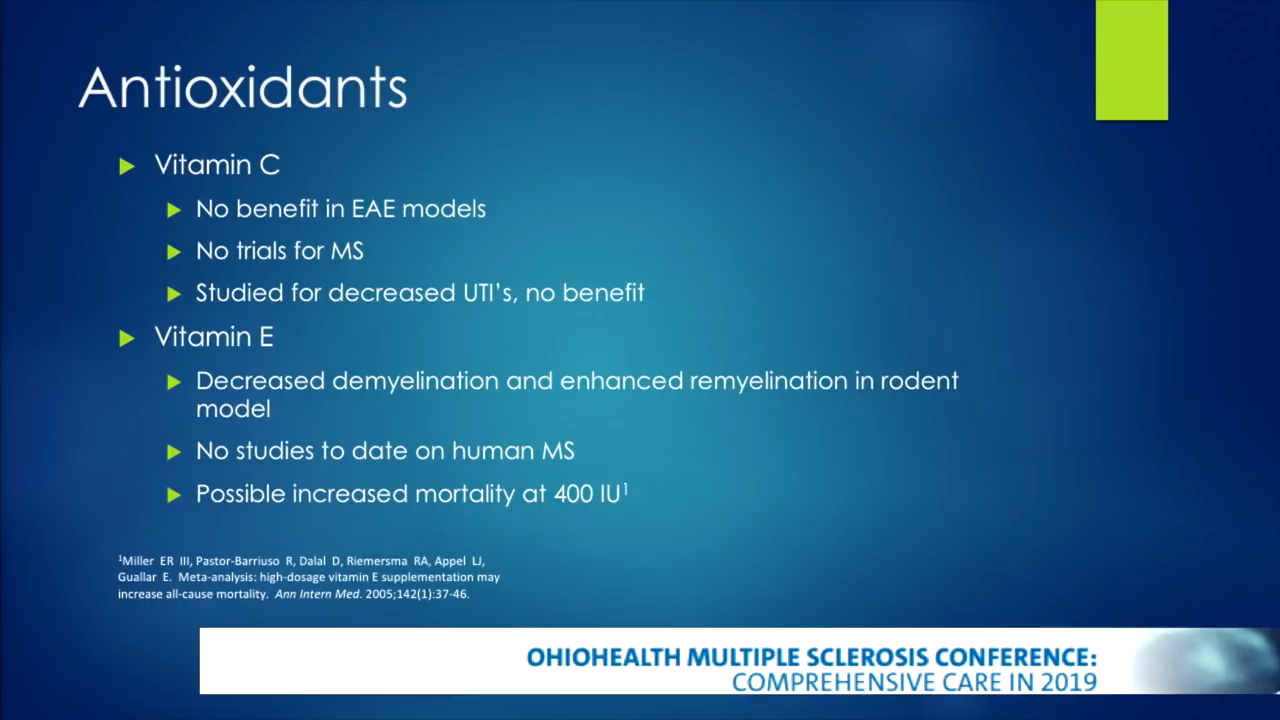 Antioxidants
Vitamin C
No benefit in EAE models
No trials for MS
Studied for decreased UTI's, no benefit
Vitamin E
Decreased demyelination and enhanced remyelination in rodent
model
No studies to date on human MS
Possible increased mortality at 400 IU¹
¹Miller ER III, Pastor-Barriuso R, Dalal D, Riemersma RA, Appel LJ,
Guallar E. Meta-analysis: high-dosage vitamin E supplementation may
increase all-cause mortality. Ann Intern Med. 2005;142(1):37-46.
OHIOHEALTH MULTIPLE SCLEROSIS CONFERENCE:
COMPREHENSIVE CARE IN 2019